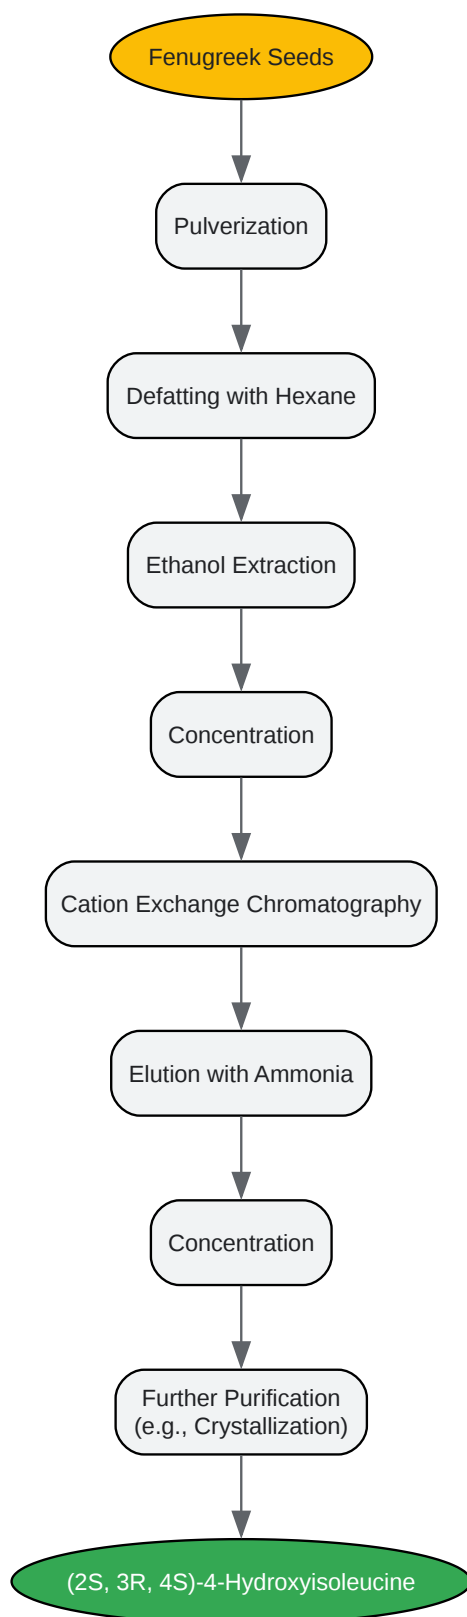 Fenugreek Seeds
Pulverization
Defatting with Hexane
Ethanol Extraction
Concentration
Cation Exchange Chromatography
Elution with Ammonia
Concentration
Further Purification
(e.g., Crystallization)
(2S, 3R, 4S)-4-Hydroxyisoleucine